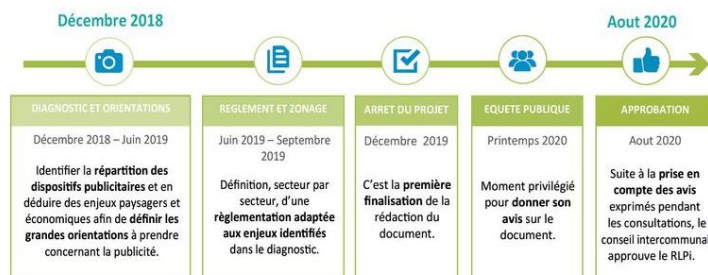 Décembre 2018
Aout 2020
DIAGNOSTIC ET ORIENTATIONS
Décembre 2018 – Juin 2019
Identifier la répartition des
dispositifs publicitaires et en
déduire des enjeux paysagers et
économiques afin de définir les
grandes orientations à prendre
concernant la publicité.
REGLEMENT ET ZONAGE
Juin 2019 – Septembre
2019
Définition, secteur par
secteur, d'une
règlementation adaptée
aux enjeux identifiés
dans le diagnostic.
ARRET DU PROJET
Décembre 2019
C'est la première
finalisation de la
rédaction du
document.
EQUETE PUBLIQUE
Printemps 2020
Moment privilégié
pour donner son
avis sur le
document.
APPROBATION
Aout 2020
Suite à la prise en
compte des avis
exprimés pendant
les consultations, le
conseil intercommunal
approuve le RLPi.